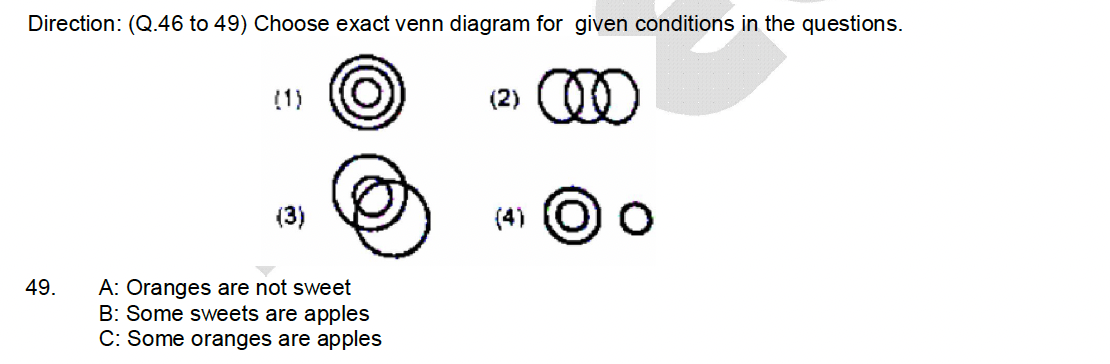 Direction: (Q.46 to 49) Choose exact venn diagram for given conditions in the questions.
(1) (2)
(3) (4)
49. A: Oranges are not sweet
B: Some sweets are apples
C: Some oranges are apples